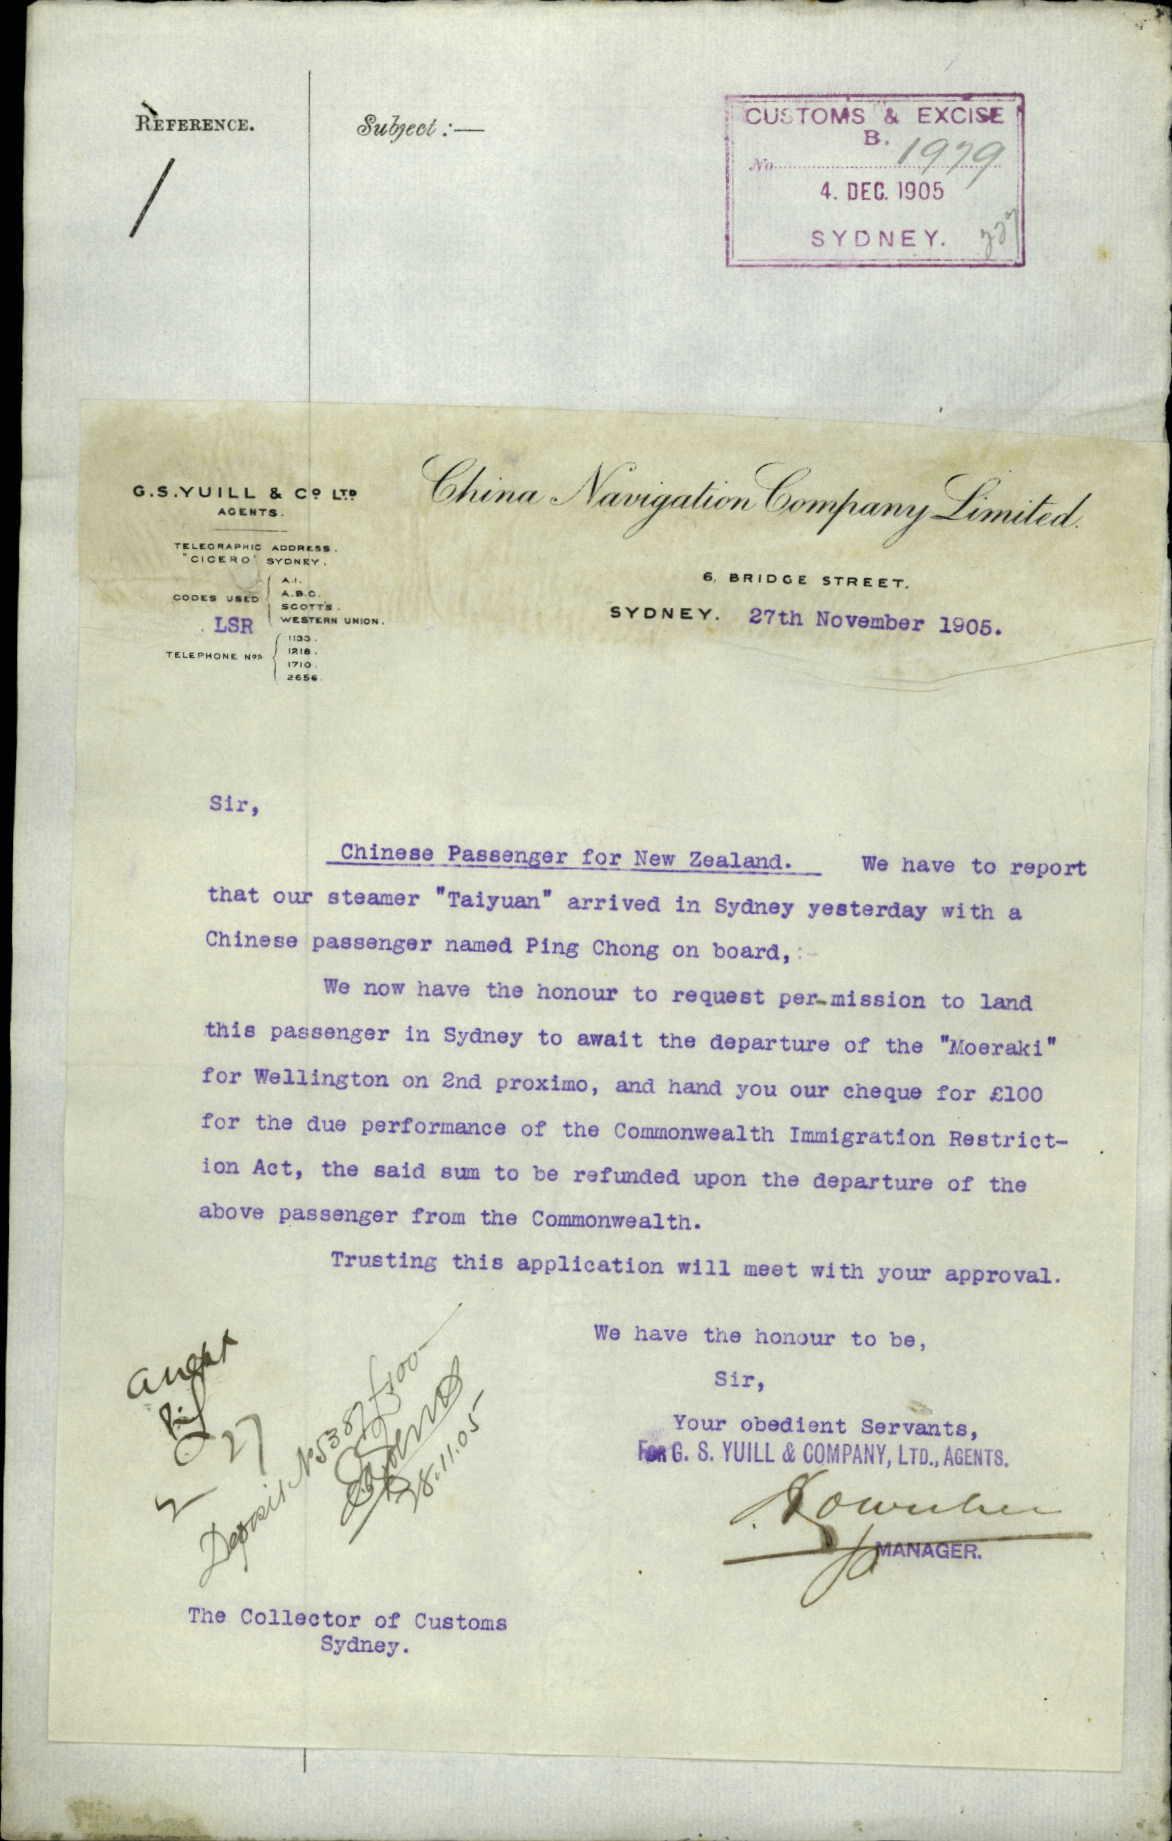 REFERENCE.
Subject :—
CUSTOMS & EXCISE
B.
No 1979
4. DEC. 1905
SYDNEY.
G.S.YUILL & Co LTD
AGENTS.
TELEGRAPHIC ADDRESS.
"CICERO" SYDNEY.
CODES USED
A.I.
A.B.C.
SCOTT'S.
WESTERN UNION.
LSR
TELEPHONE Nos
1133.
1218.
1710.
2656.
China Navigation Company Limited.
6, BRIDGE STREET.
SYDNEY. 27th November 1905.
Sir,
Chinese Passenger for New Zealand. We have to report
that our steamer "Taiyuan" arrived in Sydney yesterday with a
Chinese passenger named Ping Chong on board,:-
We now have the honour to request per-mission to land
this passenger in Sydney to await the departure of the "Moeraki"
for Wellington on 2nd proximo, and hand you our cheque for £100
for the due performance of the Commonwealth Immigration Restrict-
ion Act, the said sum to be refunded upon the departure of the
above passenger from the Commonwealth.
Trusting this application will meet with your approval.
We have the honour to be,
Sir,
Your obedient Servants,
For G. S. YUILL & COMPANY, LTD., AGENTS.
MANAGER.
27
Deposit No 5387 £100-
28.11.05
The Collector of Customs
Sydney.